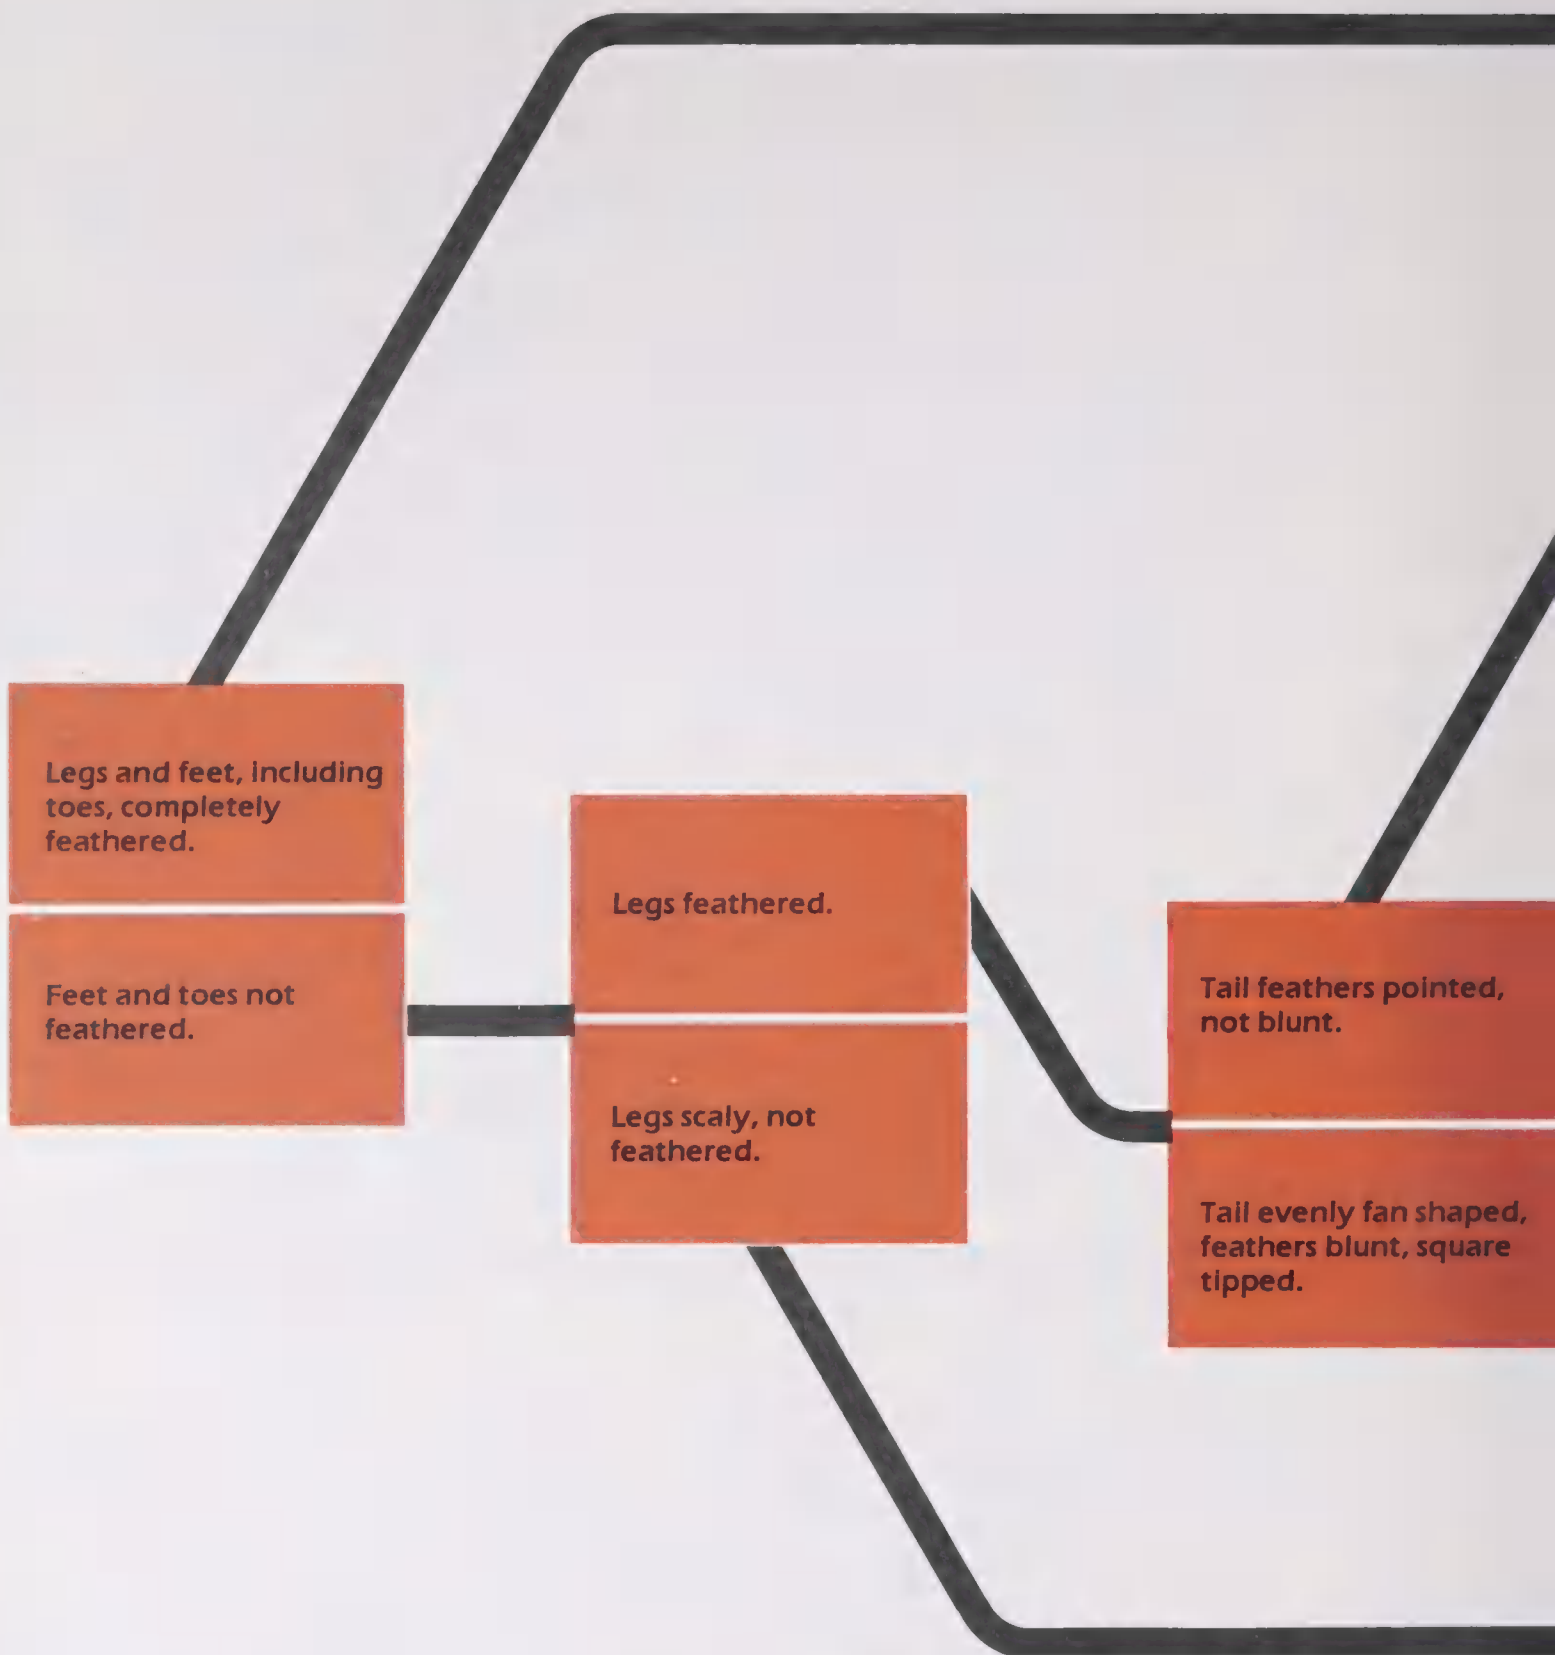 Legs and feet, including
toes, completely
feathered.
Feet and toes not
feathered.
Legs feathered.
Legs scaly, not
feathered.
Tail feathers pointed,
not blunt.
Tail evenly fan shaped,
feathers blunt, square
tipped.